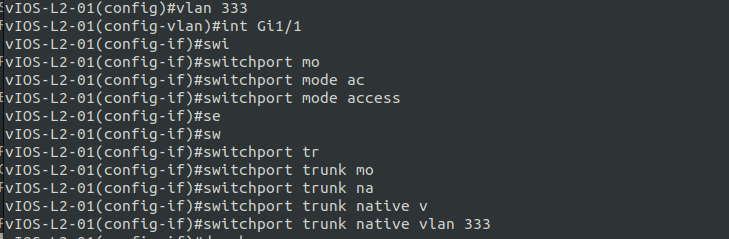 vIOS-L2-01(config)#vlan 333
vIOS-L2-01(config-vlan)#int Gi1/1
vIOS-L2-01(config-if)#swi
vIOS-L2-01(config-if)#switchport mo
vIOS-L2-01(config-if)#switchport mode ac
vIOS-L2-01(config-if)#switchport mode access
vIOS-L2-01(config-if)#se
vIOS-L2-01(config-if)#sw
vIOS-L2-01(config-if)#switchport tr
vIOS-L2-01(config-if)#switchport trunk mo
vIOS-L2-01(config-if)#switchport trunk na
vIOS-L2-01(config-if)#switchport trunk native v
vIOS-L2-01(config-if)#switchport trunk native vlan 333